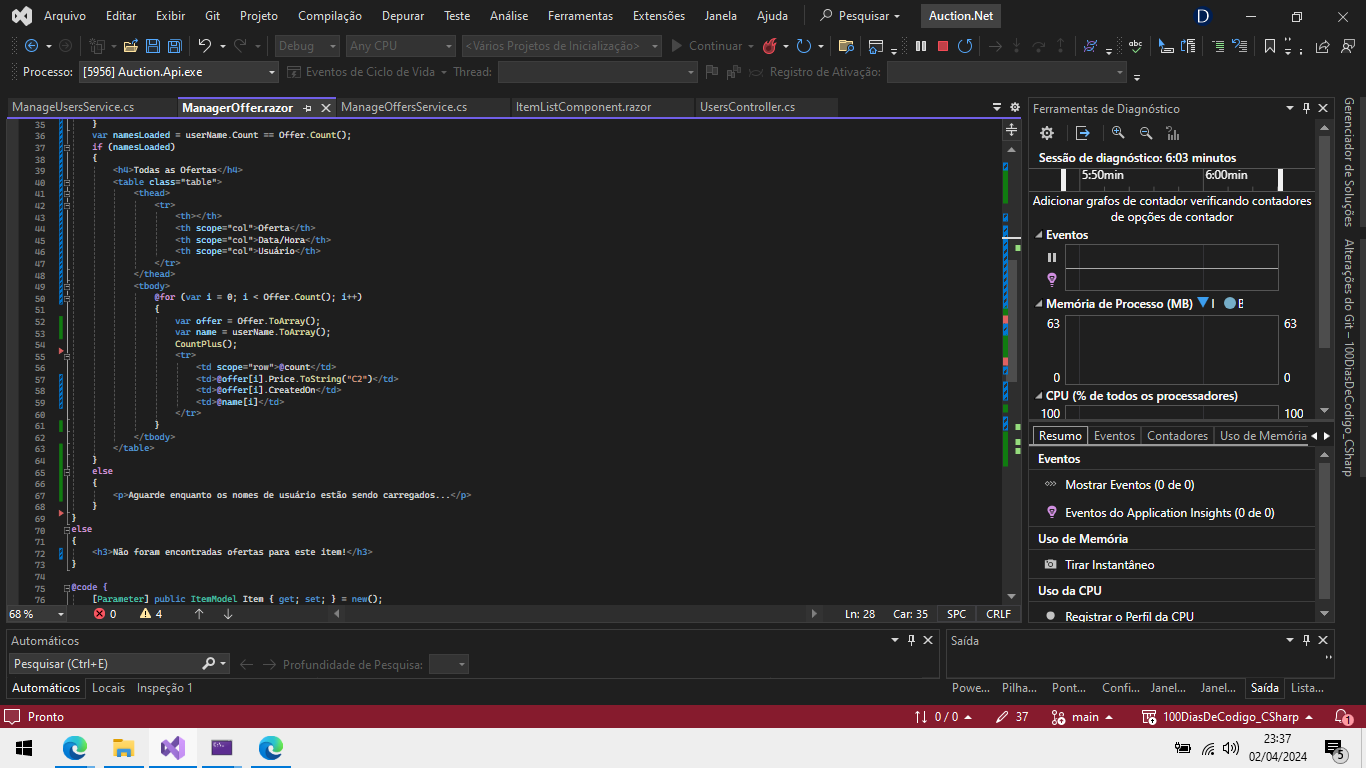 Arquivo Editar Exibir Git Projeto Compilação Depurar Teste Análise Ferramentas Extensões Janela Ajuda Pesquisar Auction.Net D
Debug Any CPU <Vários Projetos de Inicialização> Continuar
Processo: [5956] Auction.Api.exe Eventos de Ciclo de Vida Thread: Registro de Ativação:
ManageUsersService.cs ManagerOffer.razor ManageOffersService.cs ItemListComponent.razor UsersController.cs
35 }
36 var namesLoaded = userName.Count == Offer.Count();
37 if (namesLoaded)
38 {
39 <h4>Todas as Ofertas</h4>
40 <table class="table">
41 <thead>
42 <tr>
43 <th></th>
44 <th scope="col">Oferta</th>
45 <th scope="col">Data/Hora</th>
46 <th scope="col">Usuário</th>
47 </tr>
48 </thead>
49 <tbody>
50 @for (var i = 0; i < Offer.Count(); i++)
51 {
52 var offer = Offer.ToArray();
53 var name = userName.ToArray();
54 CountPlus();
55 <tr>
56 <td scope="row">@count</td>
57 <td>@offer[i].Price.ToString("C2")</td>
58 <td>@offer[i].CreatedOn</td>
59 <td>@name[i]</td>
60 </tr>
61 }
62 </tbody>
63 </table>
64 }
65 else
66 {
67 <p>Aguarde enquanto os nomes de usuário estão sendo carregados...</p>
68 }
69 }
70 else
71 {
72 <h3>Não foram encontradas ofertas para este item!</h3>
73 }
74
75 @code {
76 [Parameter] public ItemModel Item { get; set; } = new();
68 % 0 4 Ln: 28 Car: 35 SPC CRLF
Ferramentas de Diagnóstico
Sessão de diagnóstico: 6:03 minutos
5:50min 6:00min
Adicionar grafos de contador verificando contadores
de opções de contador
Eventos
Memória de Processo (MB) I B
63 63
0 0
CPU (% de todos os processadores)
100 100
Resumo Eventos Contadores Uso de Memória
Eventos
Mostrar Eventos (0 de 0)
Eventos do Application Insights (0 de 0)
Uso de Memória
Tirar Instantâneo
Uso da CPU
Registrar o Perfil da CPU
Gerenciador de Soluções
Alterações do Git – 100DiasDeCodigo_CSharp
Automáticos
Pesquisar (Ctrl+E) Profundidade de Pesquisa:
Automáticos Locais Inspeção 1
Saída
Powe... Pilha... Pont... Confi... Janel... Janel... Saída Lista...
Pronto 0 / 0 37 main 100DiasDeCodigo_CSharp 1
23:37
02/04/2024
5